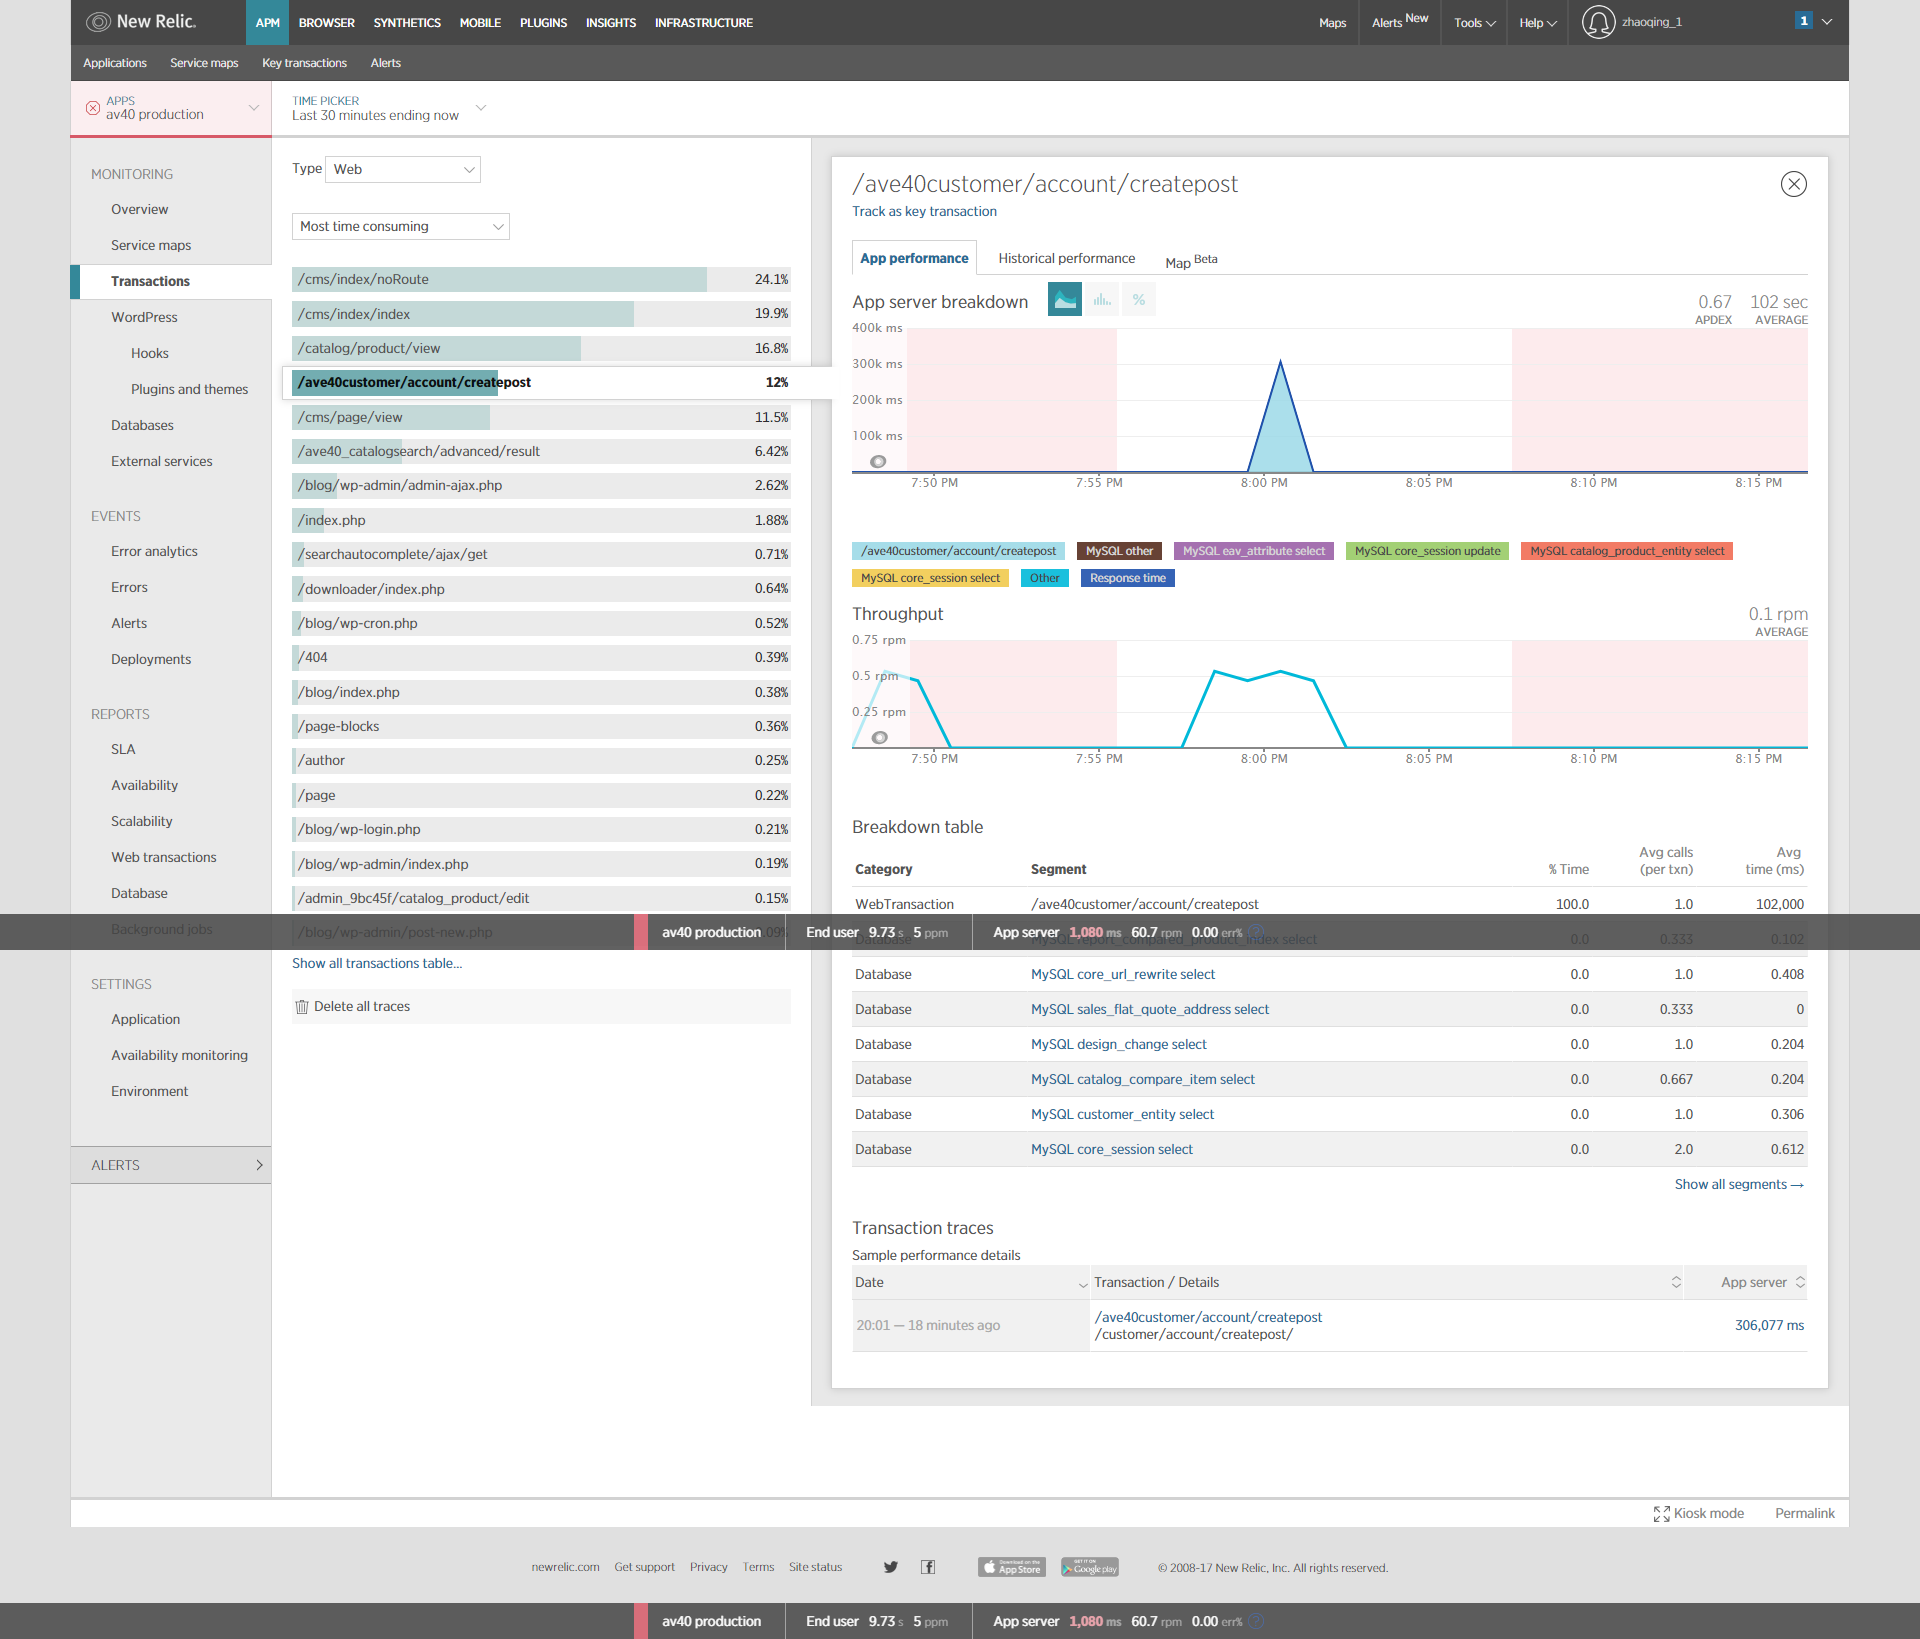 New Relic.
APM BROWSER SYNTHETICS MOBILE PLUGINS INSIGHTS INFRASTRUCTURE
Maps Alerts New Tools Help zhaoqing_1 1
Applications Service maps Key transactions Alerts
APPS
av40 production
TIME PICKER
Last 30 minutes ending now
MONITORING
Overview
Service maps
Transactions
WordPress
Hooks
Plugins and themes
Databases
External services
EVENTS
Error analytics
Errors
Alerts
Deployments
REPORTS
SLA
Availability
Scalability
Web transactions
Database
Background jobs
SETTINGS
Application
Availability monitoring
Environment
ALERTS
Type Web
Most time consuming
/cms/index/noRoute 24.1%
/cms/index/index 19.9%
/catalog/product/view 16.8%
/ave40customer/account/createpost 12%
/cms/page/view 11.5%
/ave40_catalogsearch/advanced/result 6.42%
/blog/wp-admin/admin-ajax.php 2.62%
/index.php 1.88%
/searchautocomplete/ajax/get 0.71%
/downloader/index.php 0.64%
/blog/wp-cron.php 0.52%
/404 0.39%
/blog/index.php 0.38%
/page-blocks 0.36%
/author 0.25%
/page 0.22%
/blog/wp-login.php 0.21%
/blog/wp-admin/index.php 0.19%
/admin_9bc45f/catalog_product/edit 0.15%
/blog/wp-admin/post-new.php
Show all transactions table...
Delete all traces
/ave40customer/account/createpost
Track as key transaction
App performance Historical performance Map Beta
App server breakdown % 0.67 102 sec
APDEX AVERAGE
400k ms
300k ms
200k ms
100k ms
7:50 PM 7:55 PM 8:00 PM 8:05 PM 8:10 PM 8:15 PM
/ave40customer/account/createpost MySQL other MySQL eav_attribute select MySQL core_session update MySQL catalog_product_entity select
MySQL core_session select Other Response time
Throughput 0.1 rpm
AVERAGE
0.75 rpm
0.5 rpm
0.25 rpm
7:50 PM 7:55 PM 8:00 PM 8:05 PM 8:10 PM 8:15 PM
Breakdown table
Category Segment % Time Avg calls (per txn) Avg time (ms)
WebTransaction /ave40customer/account/createpost 100.0 1.0 102,000
Database MySQL report_compared_product_index select 0.0 0.333 0.102
av40 production End user 9.73 s 5 ppm App server 1,080 ms 60.7 rpm 0.00 err% ?
Database MySQL core_url_rewrite select 0.0 1.0 0.408
Database MySQL sales_flat_quote_address select 0.0 0.333 0
Database MySQL design_change select 0.0 1.0 0.204
Database MySQL catalog_compare_item select 0.0 0.667 0.204
Database MySQL customer_entity select 0.0 1.0 0.306
Database MySQL core_session select 0.0 2.0 0.612
Show all segments →
Transaction traces
Sample performance details
Date Transaction / Details App server
20:01 — 18 minutes ago /ave40customer/account/createpost
/customer/account/createpost/ 306,077 ms
Kiosk mode Permalink
newrelic.com Get support Privacy Terms Site status Download on the App Store GET IT ON Google play © 2008-17 New Relic, Inc. All rights reserved.
av40 production End user 9.73 s 5 ppm App server 1,080 ms 60.7 rpm 0.00 err% ?